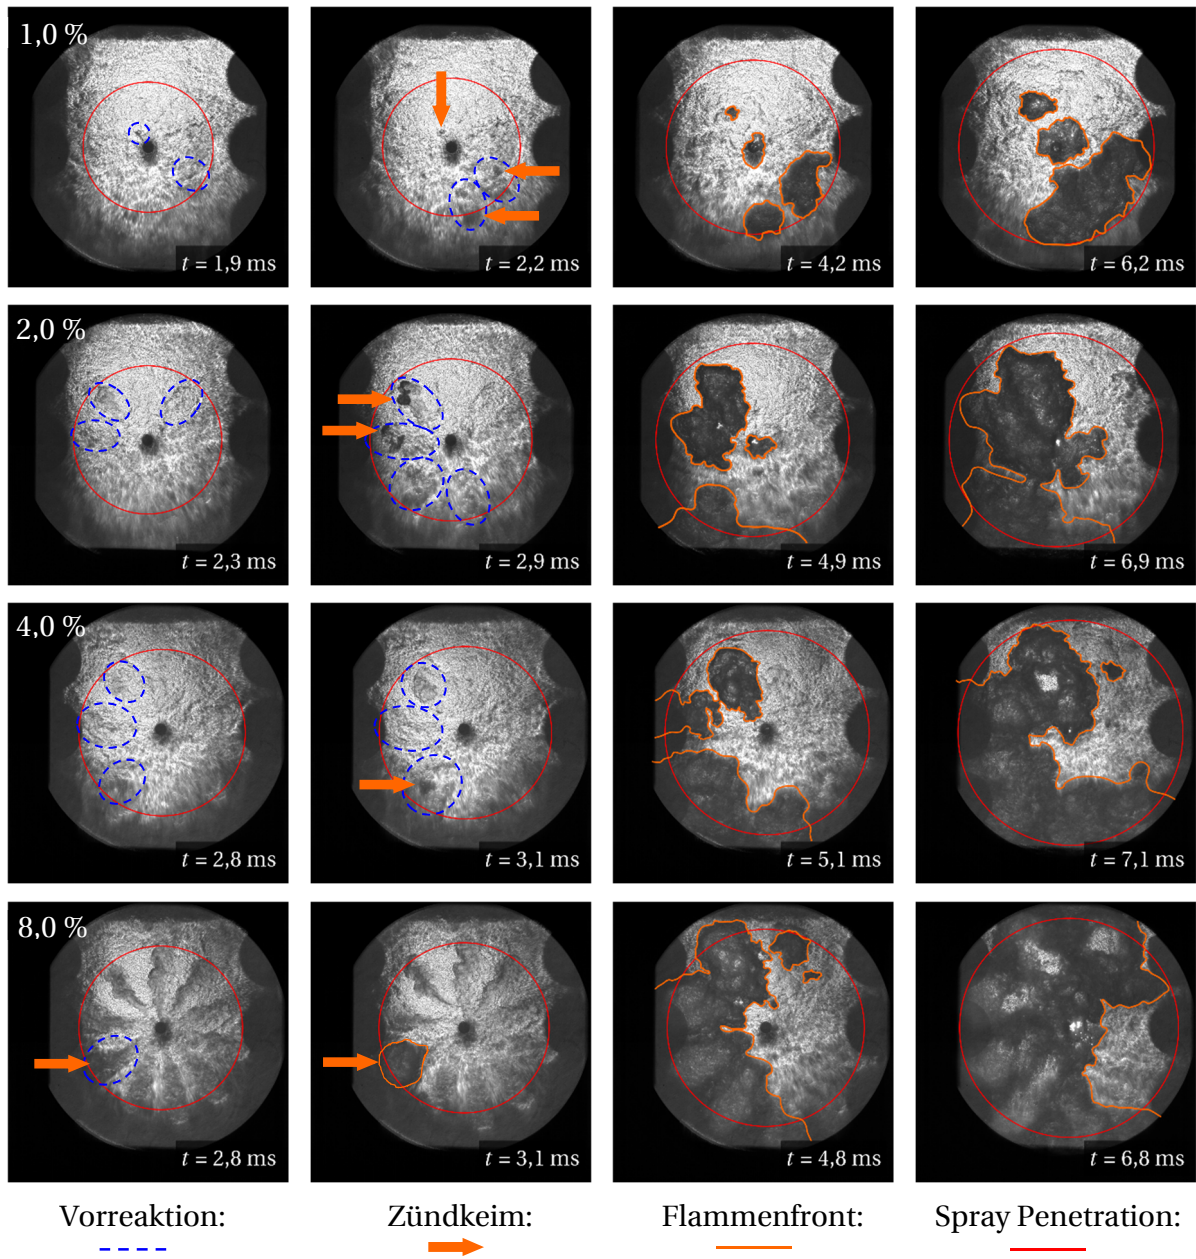 1,0 %
t = 1,9 ms
t = 2,2 ms
t = 4,2 ms
t = 6,2 ms
2,0 %
t = 2,3 ms
t = 2,9 ms
t = 4,9 ms
t = 6,9 ms
4,0 %
t = 2,8 ms
t = 3,1 ms
t = 5,1 ms
t = 7,1 ms
8,0 %
t = 2,8 ms
t = 3,1 ms
t = 4,8 ms
t = 6,8 ms
Vorreaktion:
Zündkeim:
Flammenfront:
Spray Penetration: